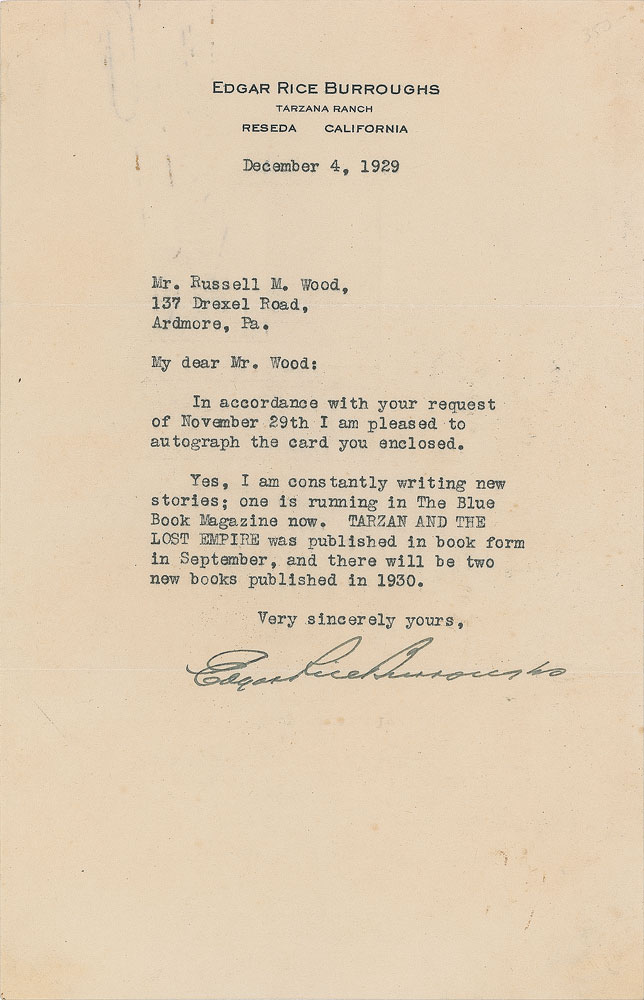 EDGAR RICE BURROUGHS
TARZANA RANCH
RESEDA CALIFORNIA
December 4, 1929
Mr. Russell M. Wood,
137 Drexel Road,
Ardmore, Pa.
My dear Mr. Wood:
In accordance with your request
of November 29th I am pleased to
autograph the card you enclosed.
Yes, I am constantly writing new
stories; one is running in The Blue
Book Magazine now. TARZAN AND THE
LOST EMPIRE was published in book form
in September, and there will be two
new books published in 1930.
Very sincerely yours,
Edgar Rice Burroughs